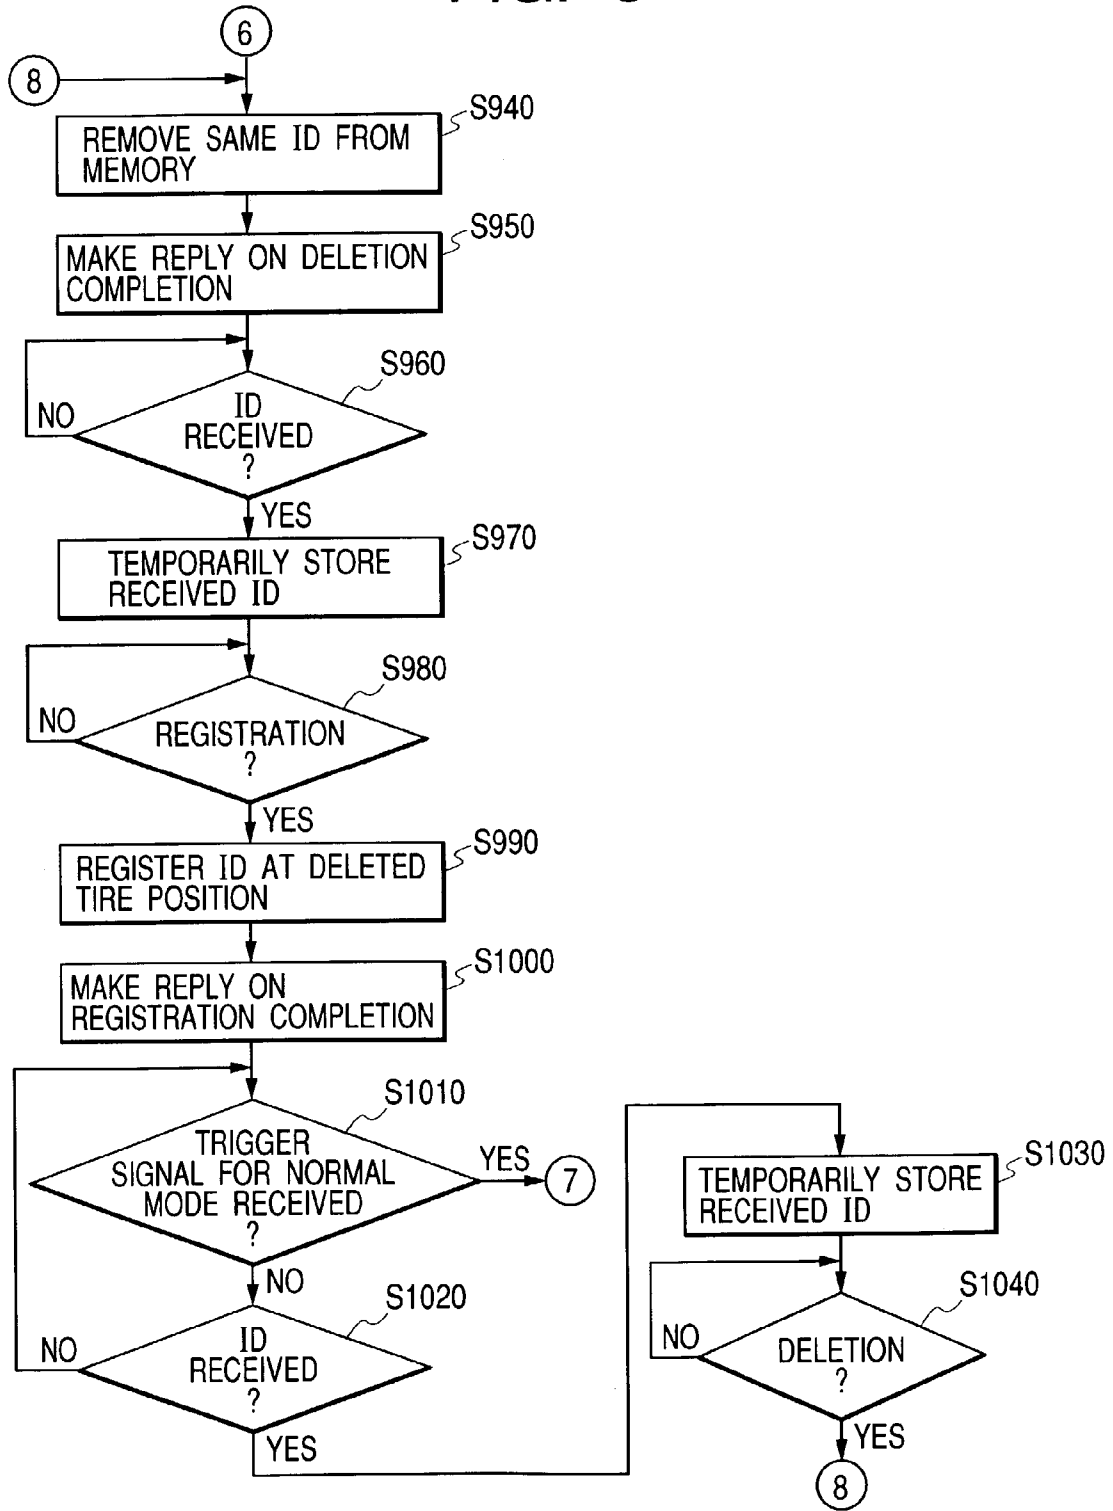 6
8
S940
REMOVE SAME ID FROM
MEMORY
S950
MAKE REPLY ON DELETION
COMPLETION
S960
ID
RECEIVED
?
NO
YES
S970
TEMPORARILY STORE
RECEIVED ID
S980
REGISTRATION
?
NO
YES
S990
REGISTER ID AT DELETED
TIRE POSITION
S1000
MAKE REPLY ON
REGISTRATION COMPLETION
S1010
TRIGGER
SIGNAL FOR NORMAL
MODE RECEIVED
?
YES
7
NO
S1020
ID
RECEIVED
?
NO
YES
S1030
TEMPORARILY STORE
RECEIVED ID
S1040
DELETION
?
NO
YES
8